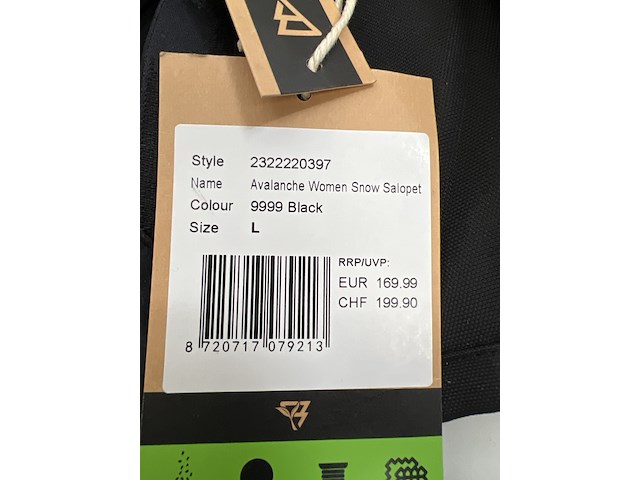 Style 2322220397
Name Avalanche Women Snow Salopet
Colour 9999 Black
Size L
RRP/UVP:
EUR 169.99
CHF 199.90
8 720717 079213